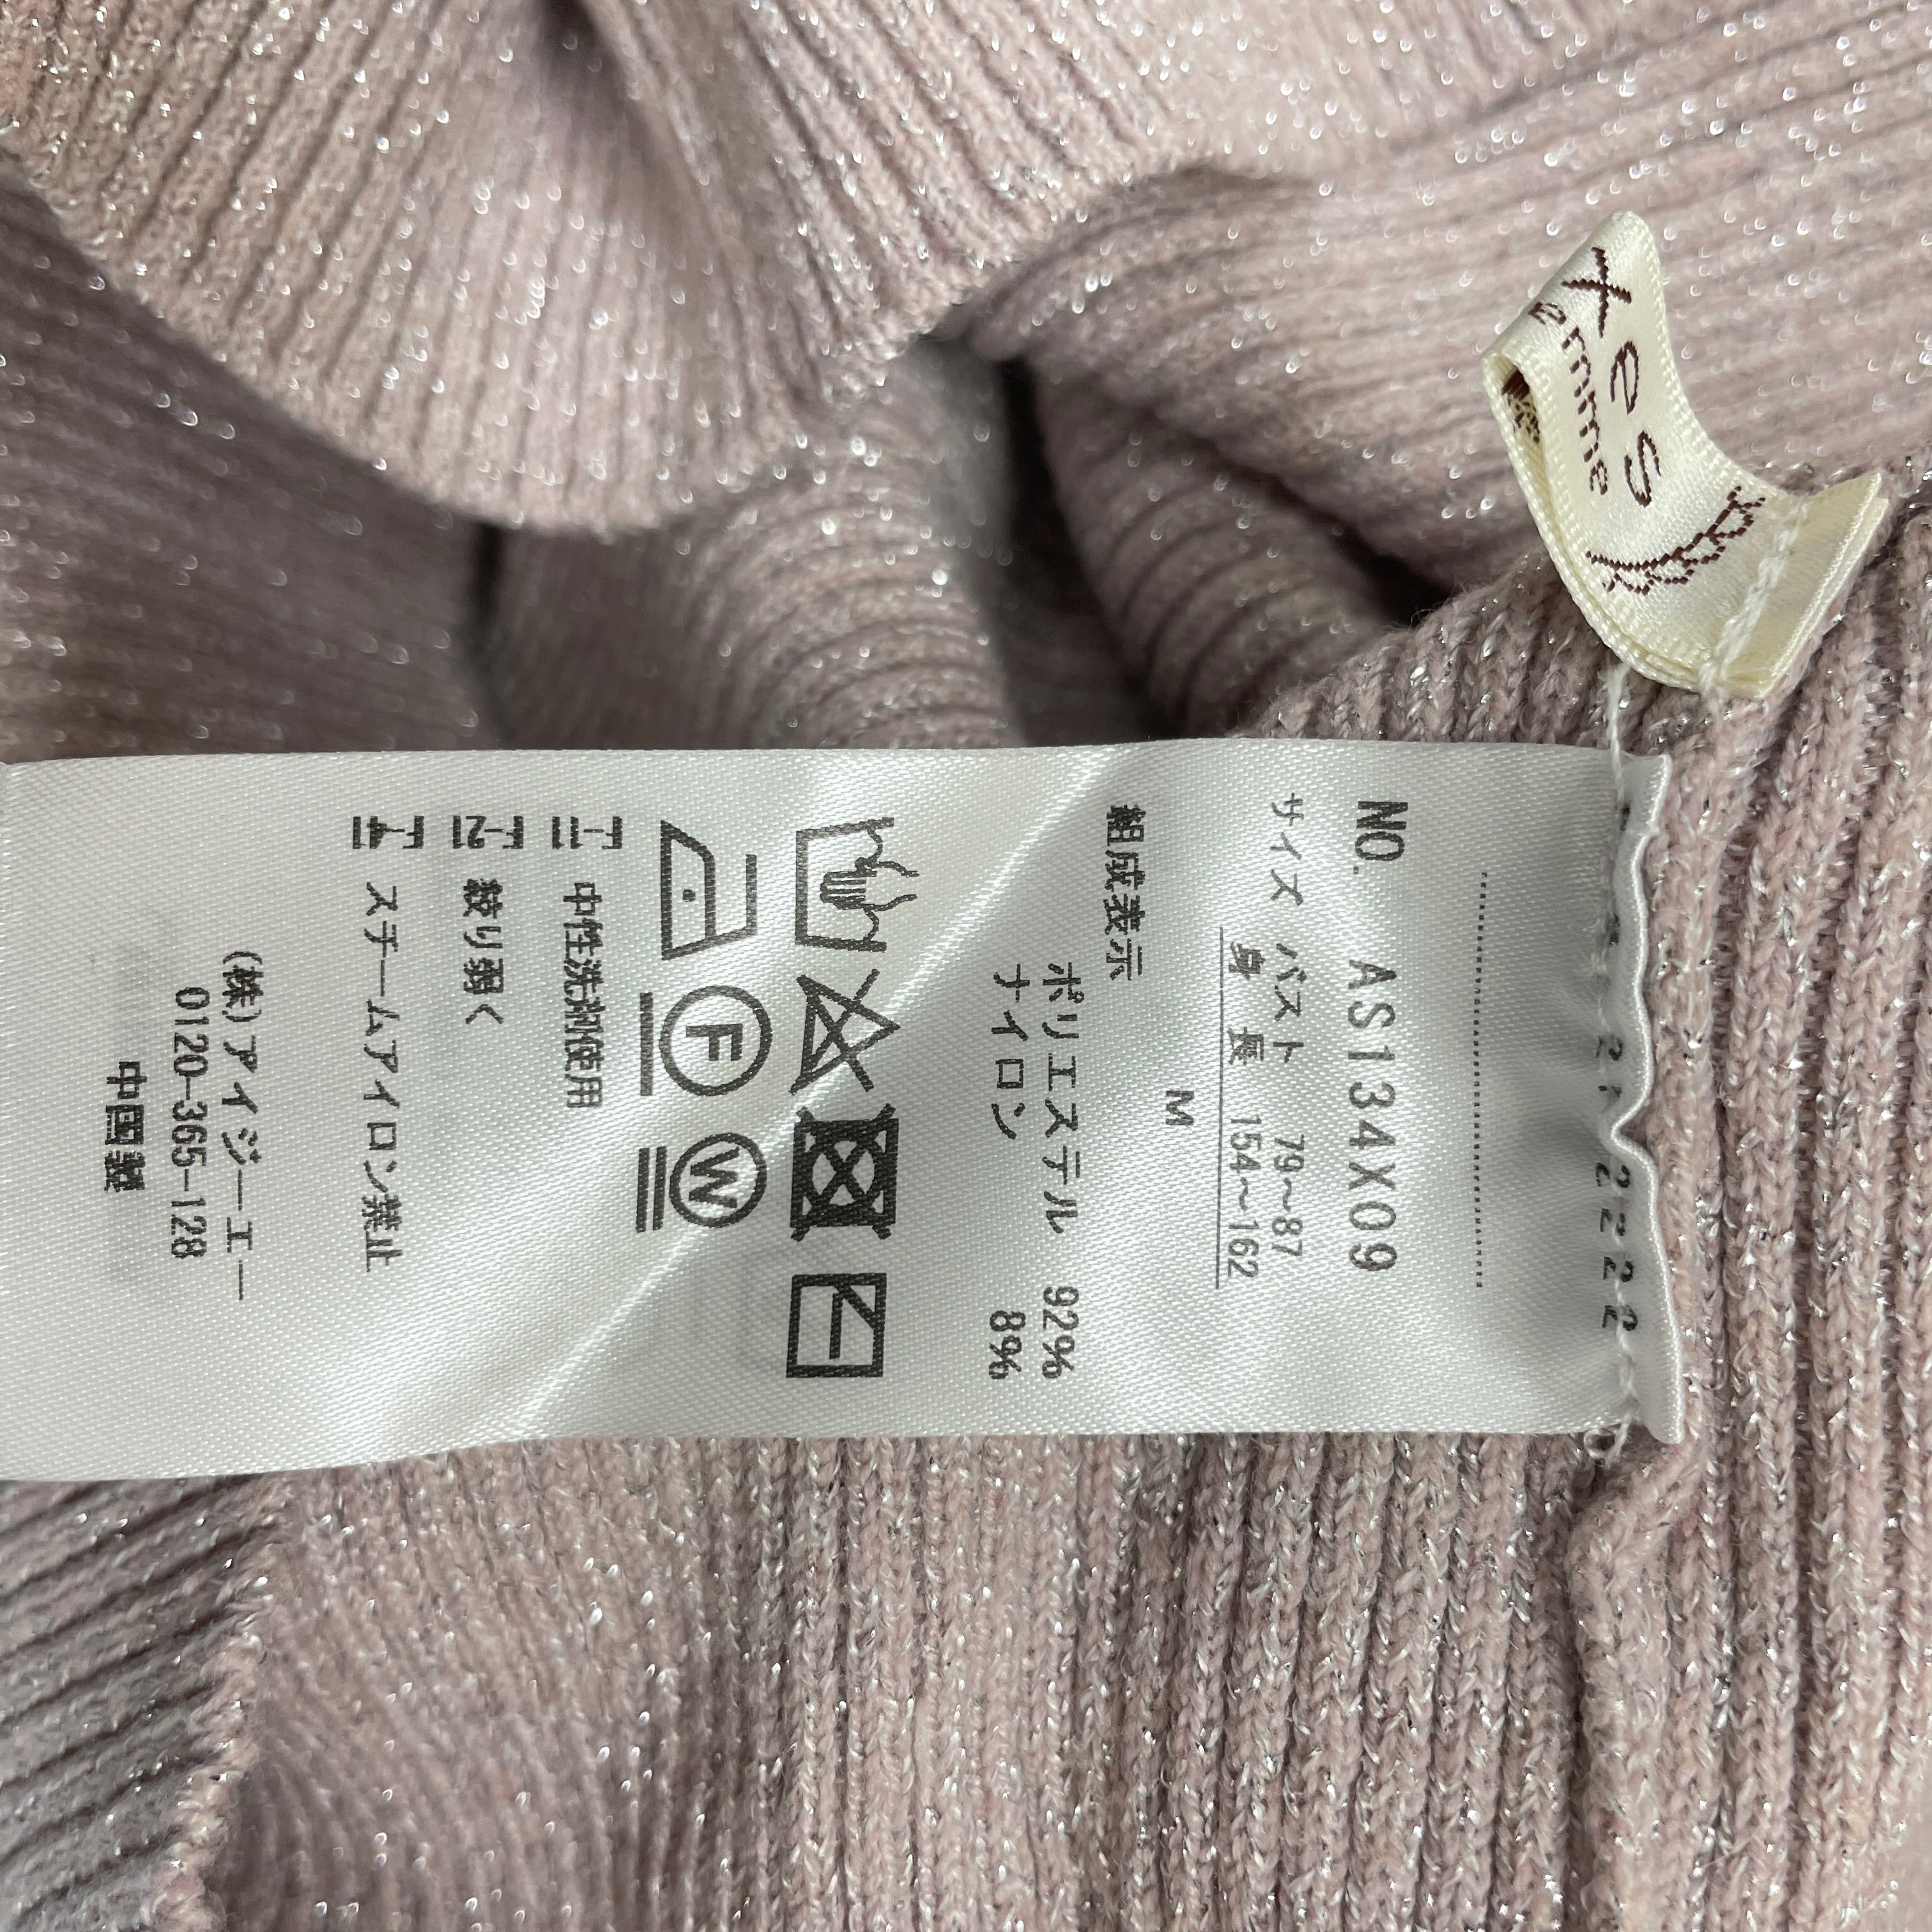 xes
emme
NO. AS134X09
サイズ バスト 79~87
身長 154~162
M
組成表示
ポリエステル 92%
ナイロン 8%
F
W
F-11 中性洗剤使用
F-21 絞り弱く
F-41 スチームアイロン禁止
(株)アイジーエー
0120-365-128
中国製